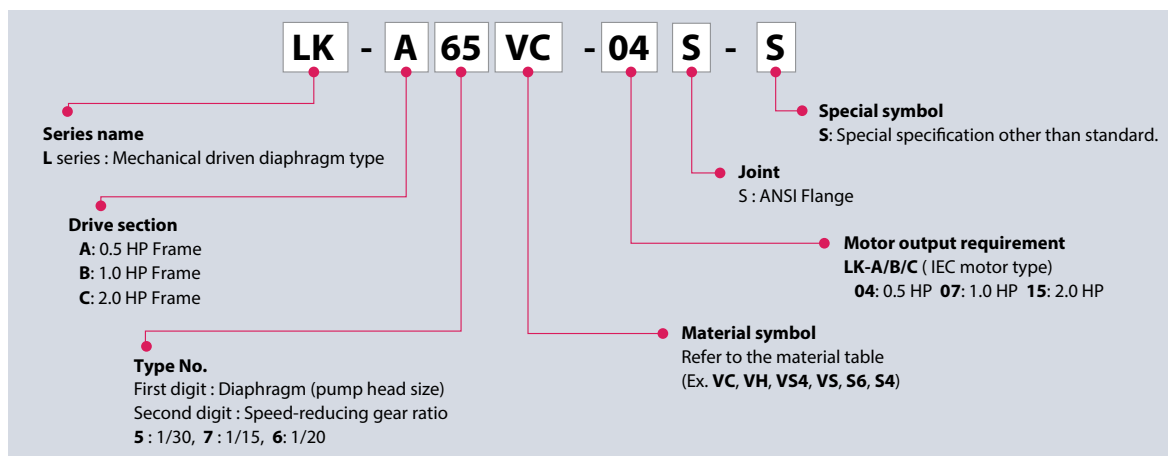 LK - A 65 VC - 04 S - S
Series name
L series : Mechanical driven diaphragm type
Drive section
A: 0.5 HP Frame
B: 1.0 HP Frame
C: 2.0 HP Frame
Type No.
First digit : Diaphragm (pump head size)
Second digit : Speed-reducing gear ratio
5 : 1/30, 7 : 1/15, 6: 1/20
Special symbol
S: Special specification other than standard.
Joint
S : ANSI Flange
Motor output requirement
LK-A/B/C ( IEC motor type)
04: 0.5 HP 07: 1.0 HP 15: 2.0 HP
Material symbol
Refer to the material table
(Ex. VC, VH, VS4, VS, S6, S4)